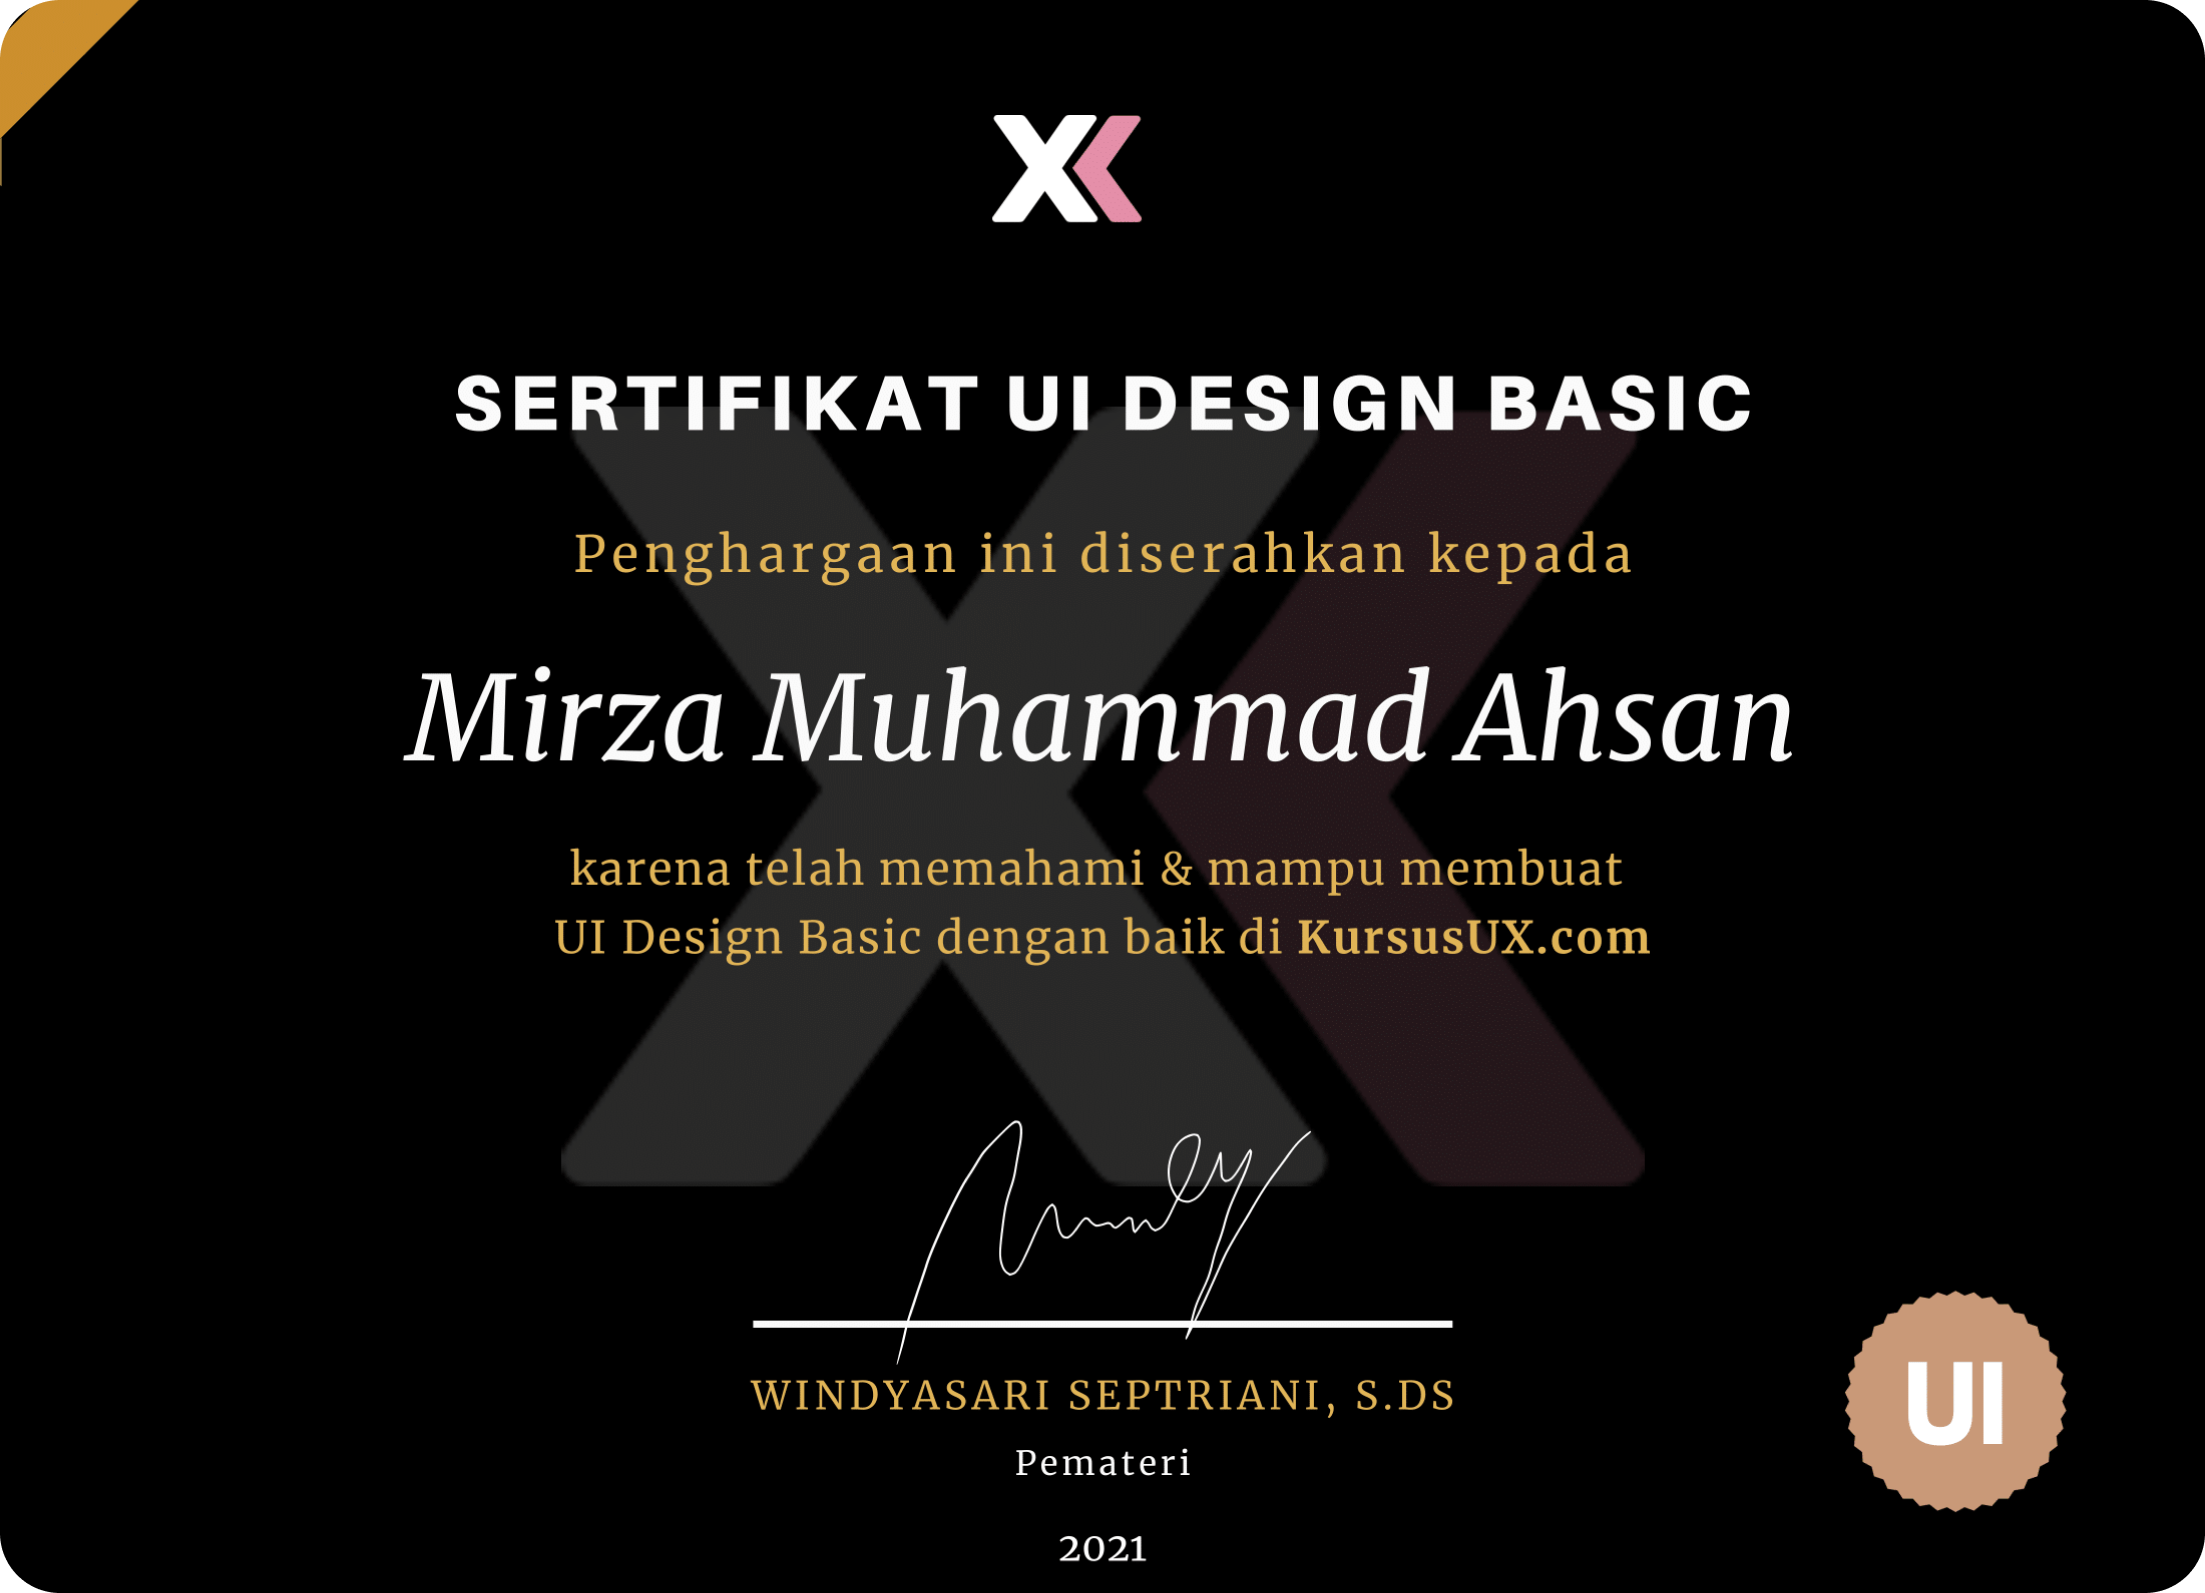 SERTIFIKAT UI DESIGN BASIC
Penghargaan ini diserahkan kepada
Mirza Muhammad Ahsan
karena telah memahami & mampu membuat
UI Design Basic dengan baik di KursusUX.com
WINDYASARI SEPTRIANI, S.DS
Pemateri
2021
UI